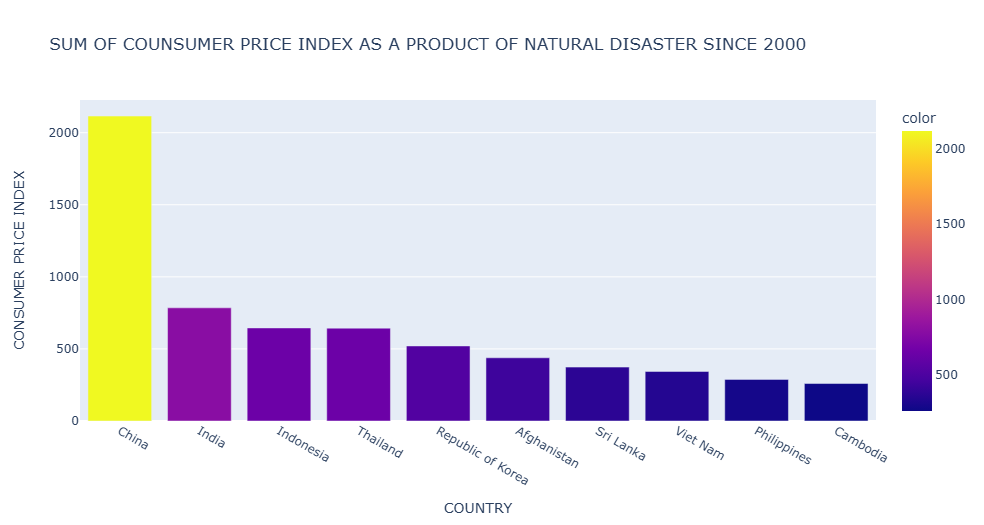 SUM OF COUNSUMER PRICE INDEX AS A PRODUCT OF NATURAL DISASTER SINCE 2000
CONSUMER PRICE INDEX
2000
1500
1000
500
0
China
India
Indonesia
Thailand
Republic of Korea
Afghanistan
Sri Lanka
Viet Nam
Philippines
Cambodia
COUNTRY
color
2000
1500
1000
500